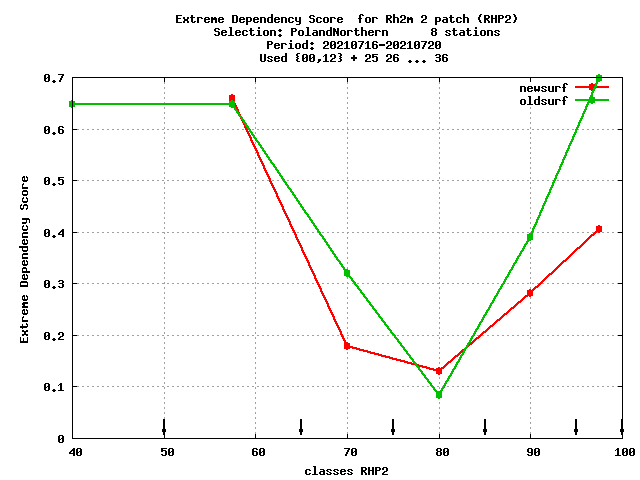 Extreme Dependency Score  for Rh2m 2 patch (RHP2)
Selection: PolandNorthern      8 stations
Period: 20210716-20210720
Used {00,12} + 25 26 ... 36
newsurf
oldsurf
0.7
0.6
0.5
0.4
0.3
0.2
0.1
0
Extreme Dependency Score
40 50 60 70 80 90 100
classes RHP2